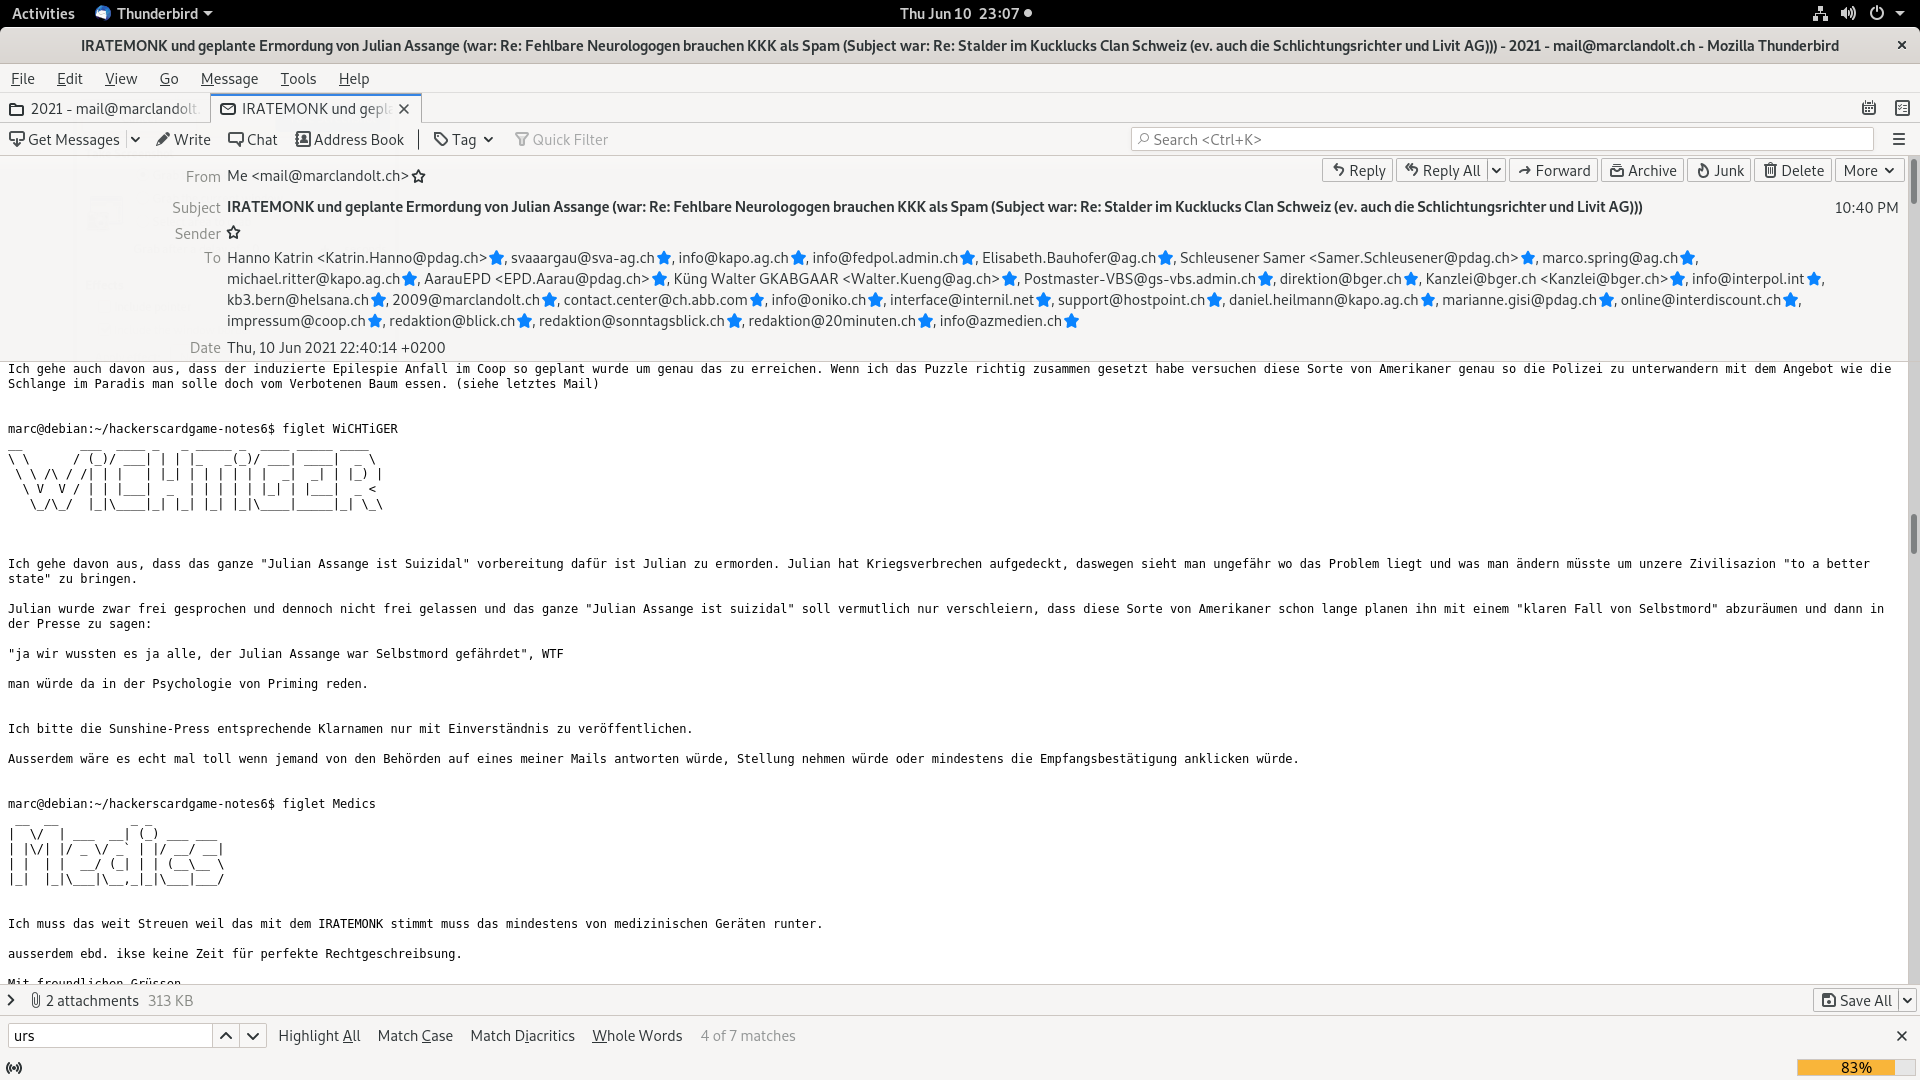 Activities Thunderbird Thu Jun 10 23:07
IRATEMONK und geplante Ermordung von Julian Assange (war: Re: Fehlbare Neurologogen brauchen KKK als Spam (Subject war: Re: Stalder im Kucklucks Clan Schweiz (ev. auch die Schlichtungsrichter und Livit AG))) - 2021 - mail@marclandolt.ch - Mozilla Thunderbird
File Edit View Go Message Tools Help
2021 - mail@marclandolt IRATEMONK und gepl
Get Messages Write Chat Address Book Tag Quick Filter Search <Ctrl+K>
From Me <mail@marclandolt.ch> Reply Reply All Forward Archive Junk Delete More
Subject IRATEMONK und geplante Ermordung von Julian Assange (war: Re: Fehlbare Neurologogen brauchen KKK als Spam (Subject war: Re: Stalder im Kucklucks Clan Schweiz (ev. auch die Schlichtungsrichter und Livit AG))) 10:40 PM
Sender
To Hanno Katrin <Katrin.Hanno@pdag.ch>, svaaargau@sva-ag.ch, info@kapo.ag.ch, info@fedpol.admin.ch, Elisabeth.Bauhofer@ag.ch, Schleusener Samer <Samer.Schleusener@pdag.ch>, marco.spring@ag.ch,
michael.ritter@kapo.ag.ch, AarauEPD <EPD.Aarau@pdag.ch>, Küng Walter GKABGAAR <Walter.Kueng@ag.ch>, Postmaster-VBS@gs-vbs.admin.ch, direktion@bger.ch, Kanzlei@bger.ch <Kanzlei@bger.ch>, info@interpol.int,
kb3.bern@helsana.ch, 2009@marclandolt.ch, contact.center@ch.abb.com, info@oniko.ch, interface@internil.net, support@hostpoint.ch, daniel.heilmann@kapo.ag.ch, marianne.gisi@pdag.ch, online@interdiscount.ch,
impressum@coop.ch, redaktion@blick.ch, redaktion@sonntagsblick.ch, redaktion@20minuten.ch, info@azmedien.ch
Date Thu, 10 Jun 2021 22:40:14 +0200
Ich gehe auch davon aus, dass der induzierte Epilespie Anfall im Coop so geplant wurde um genau das zu erreichen. Wenn ich das Puzzle richtig zusammen gesetzt habe versuchen diese Sorte von Amerikaner genau so die Polizei zu unterwandern mit dem Angebot wie die
Schlange im Paradis man solle doch vom Verbotenen Baum essen. (siehe letztes Mail)
marc@debian:~/hackerscardgame-notes6$ figlet WiCHTiGER
WiCHTiGER
Ich gehe davon aus, dass das ganze "Julian Assange ist Suizidal" vorbereitung dafür ist Julian zu ermorden. Julian hat Kriegsverbrechen aufgedeckt, daswegen sieht man ungefähr wo das Problem liegt und was man ändern müsste um unzere Zivilisazion "to a better
state" zu bringen.
Julian wurde zwar frei gesprochen und dennoch nicht frei gelassen und das ganze "Julian Assange ist suizidal" soll vermutlich nur verschleiern, dass diese Sorte von Amerikaner schon lange planen ihn mit einem "klaren Fall von Selbstmord" abzuräumen und dann in
der Presse zu sagen:
"ja wir wussten es ja alle, der Julian Assange war Selbstmord gefährdet", WTF
man würde da in der Psychologie von Priming reden.
Ich bitte die Sunshine-Press entsprechende Klarnamen nur mit Einverständnis zu veröffentlichen.
Ausserdem wäre es echt mal toll wenn jemand von den Behörden auf eines meiner Mails antworten würde, Stellung nehmen würde oder mindestens die Empfangsbestätigung anklicken würde.
marc@debian:~/hackerscardgame-notes6$ figlet Medics
Medics
Ich muss das weit Streuen weil das mit dem IRATEMONK stimmt muss das mindestens von medizinischen Geräten runter.
ausserdem ebd. ikse keine Zeit für perfekte Rechtgeschreibsung.
Mit freundlichen Grüssen
2 attachments 313 KB Save All
urs Highlight All Match Case Match Diacritics Whole Words 4 of 7 matches
83%